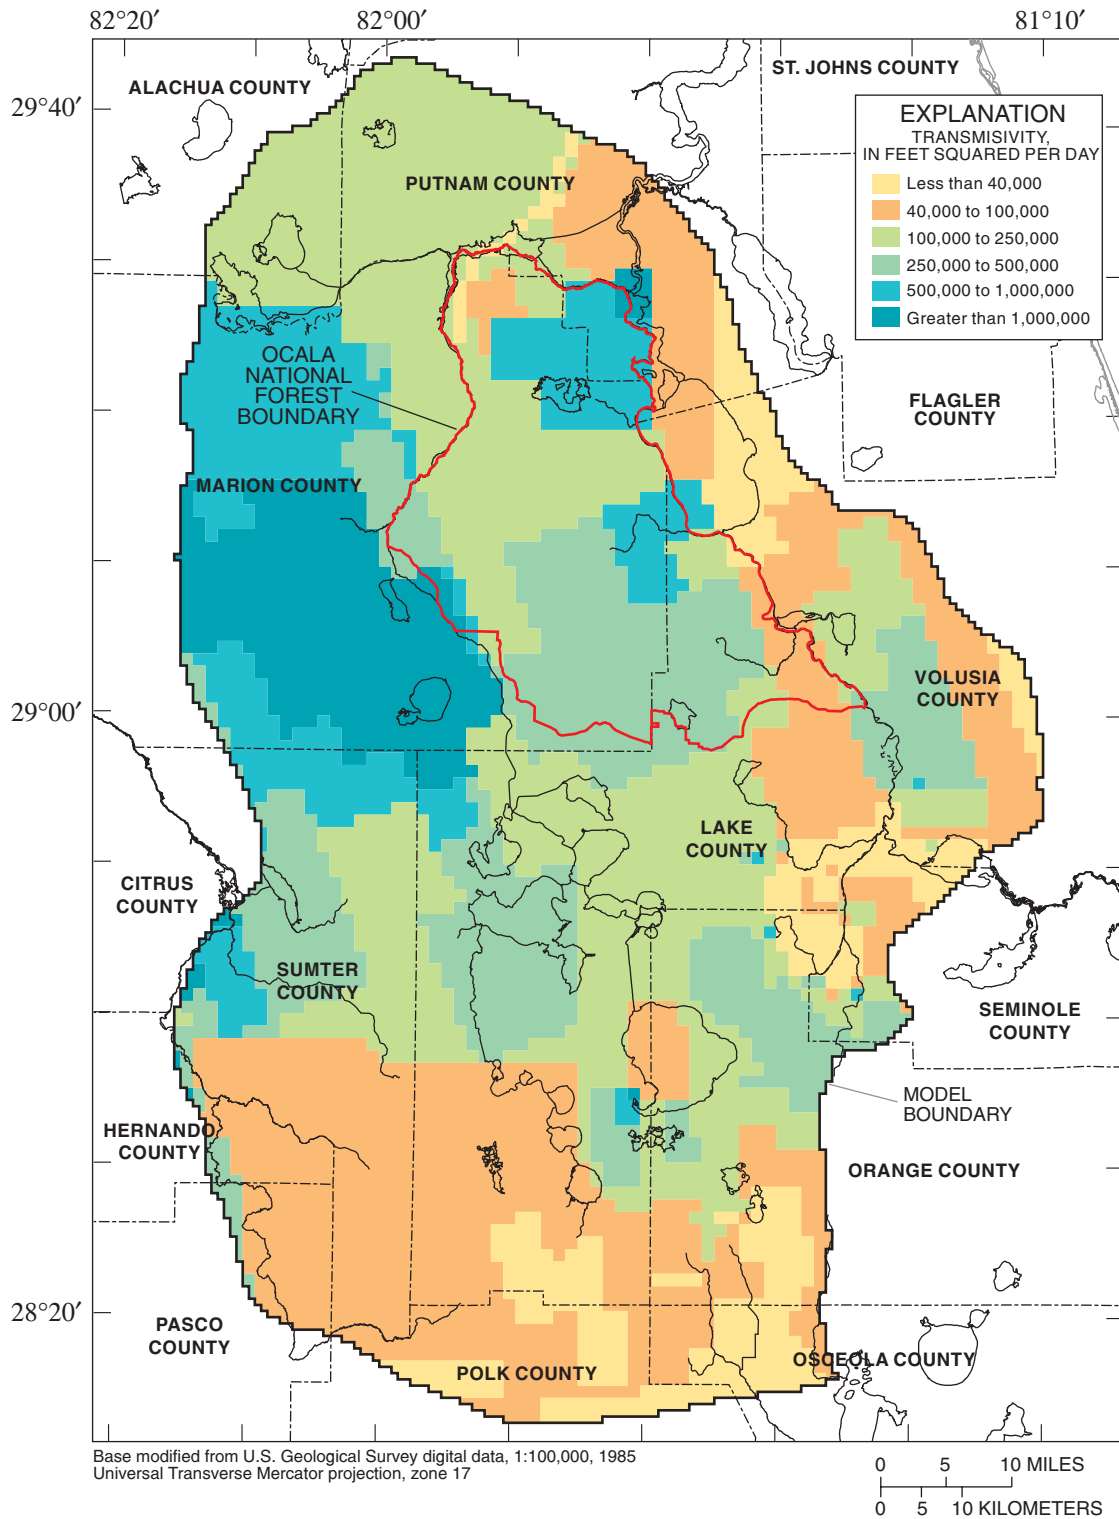 82°20′
82°00′
81°10′
29°40′
29°00′
28°20′
ALACHUA COUNTY
ST. JOHNS COUNTY
EXPLANATION
TRANSMISIVITY,
IN FEET SQUARED PER DAY
Less than 40,000
40,000 to 100,000
100,000 to 250,000
250,000 to 500,000
500,000 to 1,000,000
Greater than 1,000,000
PUTNAM COUNTY
OCALA
NATIONAL
FOREST
BOUNDARY
FLAGLER
COUNTY
MARION COUNTY
VOLUSIA
COUNTY
LAKE
COUNTY
CITRUS
COUNTY
SUMTER
COUNTY
SEMINOLE
COUNTY
MODEL
BOUNDARY
HERNANDO
COUNTY
ORANGE COUNTY
PASCO
COUNTY
POLK COUNTY
OSCEOLA COUNTY
Base modified from U.S. Geological Survey digital data, 1:100,000, 1985
Universal Transverse Mercator projection, zone 17
0 5 10 MILES
0 5 10 KILOMETERS